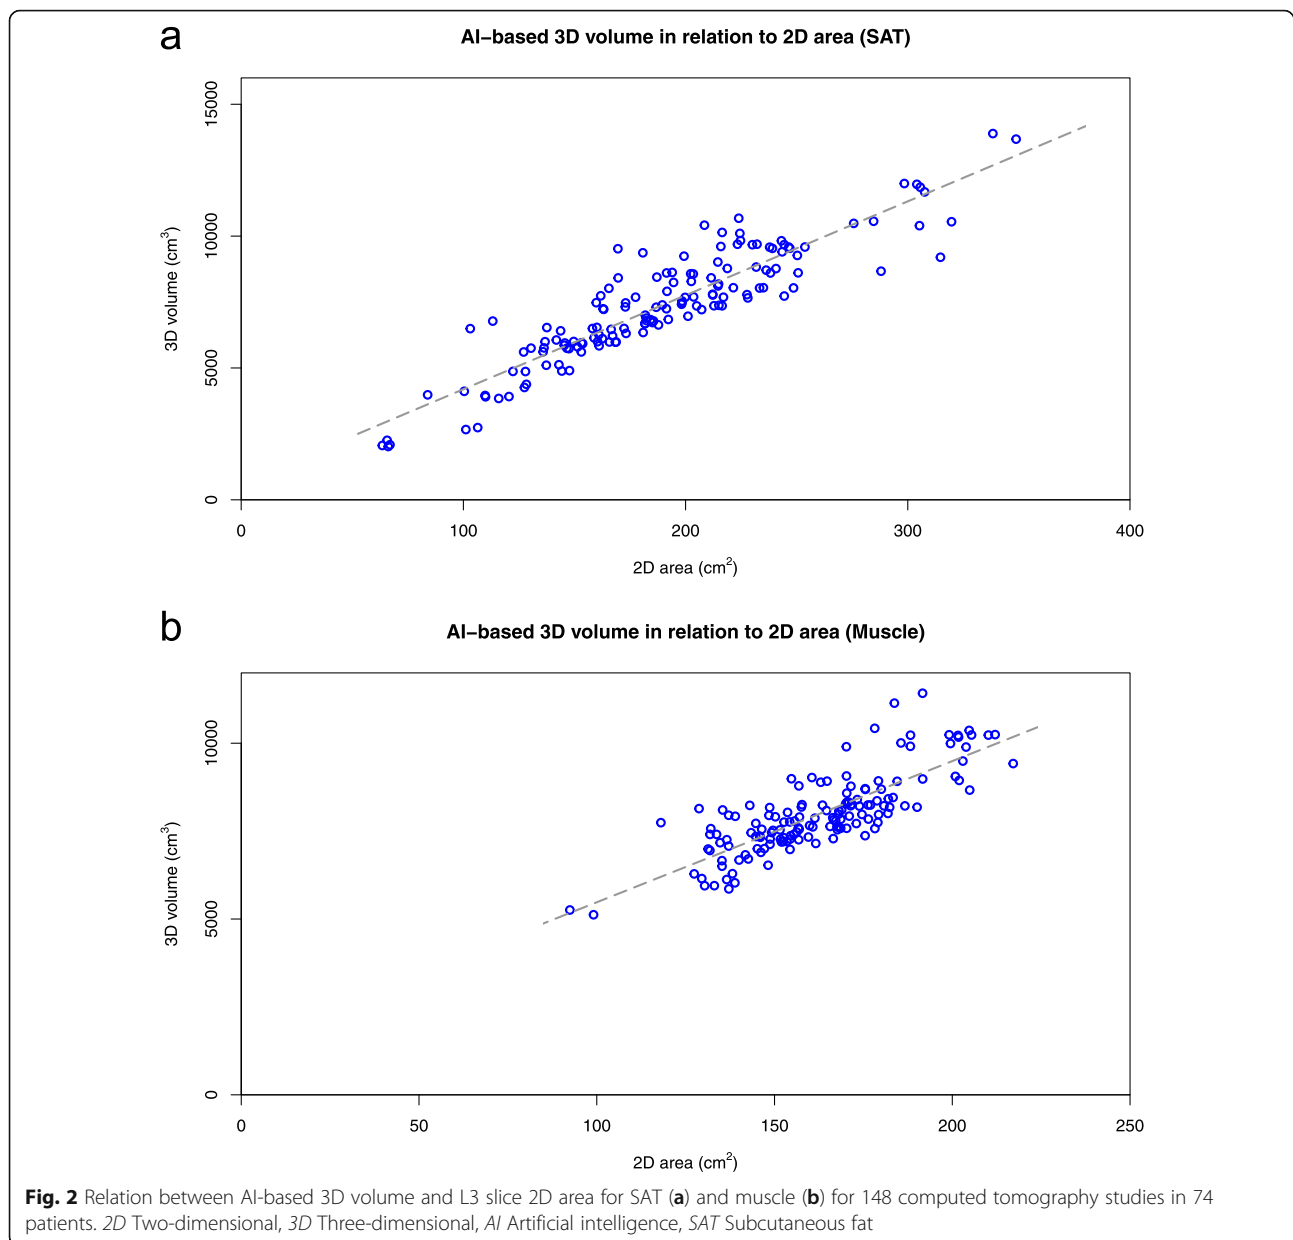 a
AI–based 3D volume in relation to 2D area (SAT)
3D volume (cm³)
15000
10000
5000
0
0 100 200 300 400
2D area (cm²)
b
AI–based 3D volume in relation to 2D area (Muscle)
3D volume (cm³)
10000
5000
0
0 50 100 150 200 250
2D area (cm²)
Fig. 2 Relation between AI-based 3D volume and L3 slice 2D area for SAT (a) and muscle (b) for 148 computed tomography studies in 74
patients. 2D Two-dimensional, 3D Three-dimensional, AI Artificial intelligence, SAT Subcutaneous fat